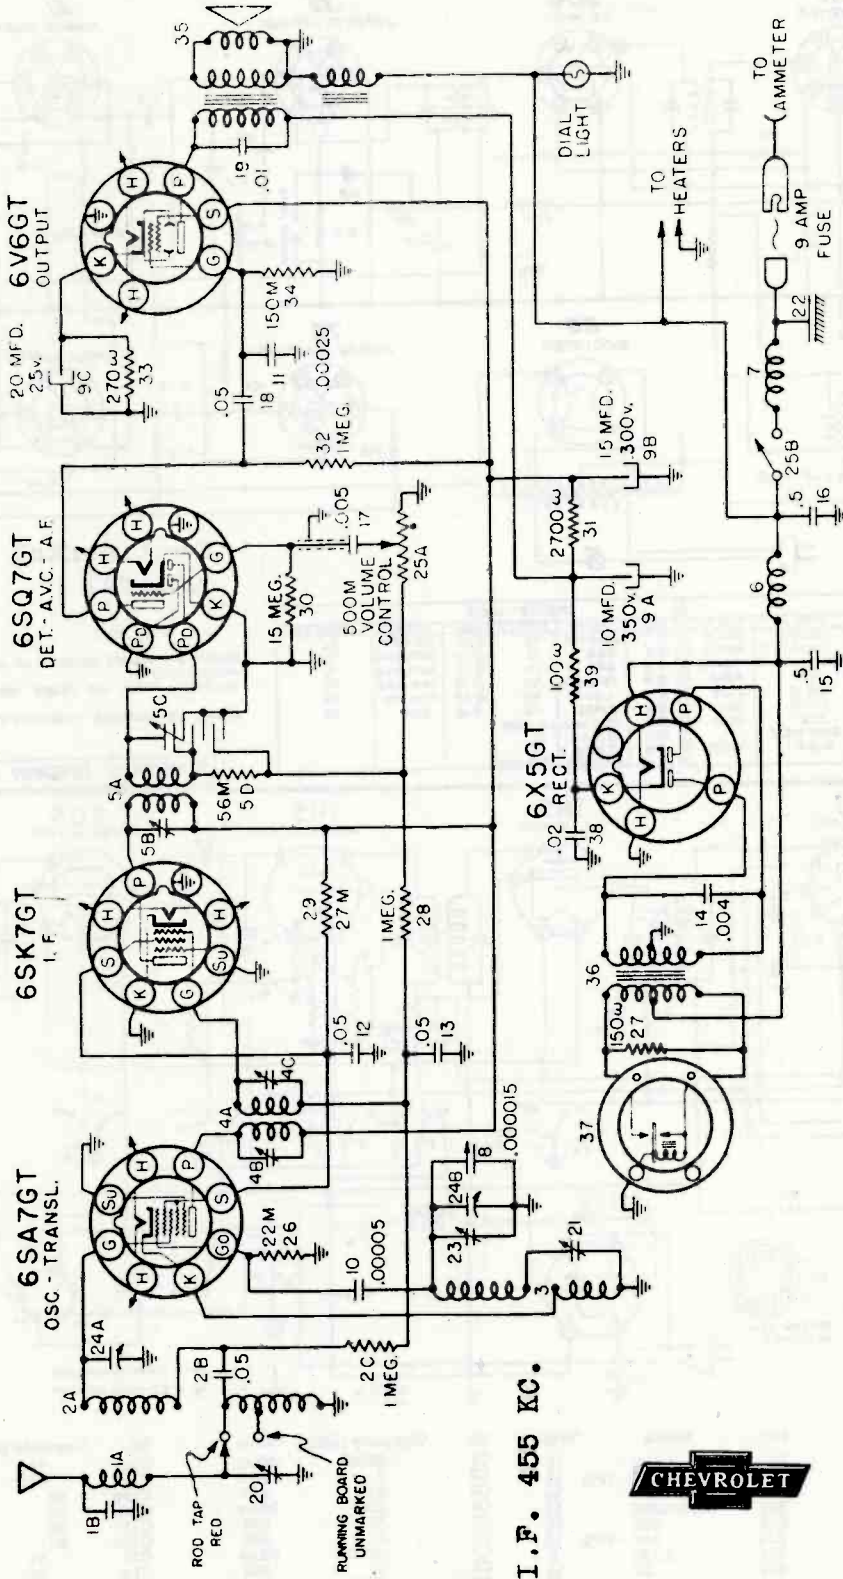 6SA7GT
OSC.-TRANSL.
6SK7GT
I.F.
6SQ7GT
DET.-A.V.C.-A.F.
6V6GT
OUTPUT
20 MFD.
25V.
9C
270ω
33
35
1B
1A
2A
24A
ROD TAP
RED
20
RUNNING BOARD
UNMARKED
2B
.05
2C
1 MEG.
G
Su
H
P
S
Go
K
H
22M
26
10
.00005
4A
4B
4C
.05
12
.05
13
S
H
P
K
G
Su
H
5A
5B
5C
56M
5D
29
27M
1 MEG.
28
P
H
H
PD
PD
K
G
15 MEG.
30
.005
17
500M
VOLUME
CONTROL
25A
.05
18
32
1 MEG.
11
.00025
150M
34
K
H
H
P
S
G
19
.01
3
23
24B
8
.000015
21
37
150ω
27
36
14
.004
6X5GT
RECT.
.02
38
K
H
H
P
P
100ω
39
10 MFD.
350V.
9A
2700ω
31
15 MFD.
300V.
9B
.5
15
6
.5
16
25B
7
22
9 AMP
FUSE
TO
AMMETER
TO
HEATERS
DIAL
LIGHT
S
I.F. 455 KC.
CHEVROLET